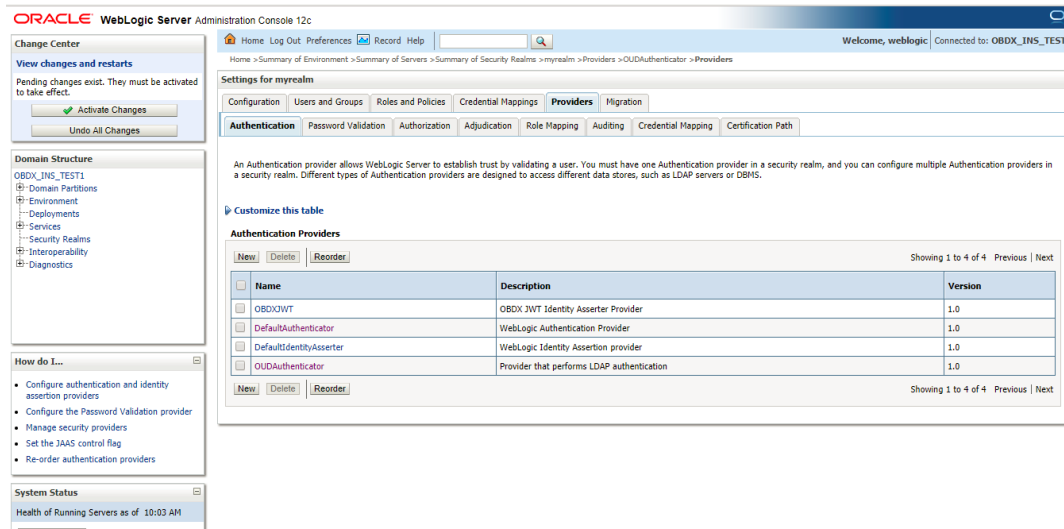 ORACLE WebLogic Server Administration Console 12c
Change Center
View changes and restarts
Pending changes exist. They must be activated
to take effect.
Activate Changes
Undo All Changes
Domain Structure
OBDX_INS_TEST1
Domain Partitions
Environment
Deployments
Services
Security Realms
Interoperability
Diagnostics
How do I...
Configure authentication and identity
assertion providers
Configure the Password Validation provider
Manage security providers
Set the JAAS control flag
Re-order authentication providers
System Status
Health of Running Servers as of 10:03 AM
Home Log Out Preferences Record Help
Welcome, weblogic Connected to: OBDX_INS_TEST
Home >Summary of Environment >Summary of Servers >Summary of Security Realms >myrealm >Providers >OUDAuthenticator >Providers
Settings for myrealm
Configuration Users and Groups Roles and Policies Credential Mappings Providers Migration
Authentication Password Validation Authorization Adjudication Role Mapping Auditing Credential Mapping Certification Path
An Authentication provider allows WebLogic Server to establish trust by validating a user. You must have one Authentication provider in a security realm, and you can configure multiple Authentication providers in
a security realm. Different types of Authentication providers are designed to access different data stores, such as LDAP servers or DBMS.
Customize this table
Authentication Providers
New Delete Reorder Showing 1 to 4 of 4 Previous | Next
Name Description Version
OBDXJWT OBDX JWT Identity Asserter Provider 1.0
DefaultAuthenticator WebLogic Authentication Provider 1.0
DefaultIdentityAsserter WebLogic Identity Assertion provider 1.0
OUDAuthenticator Provider that performs LDAP authentication 1.0
New Delete Reorder Showing 1 to 4 of 4 Previous | Next